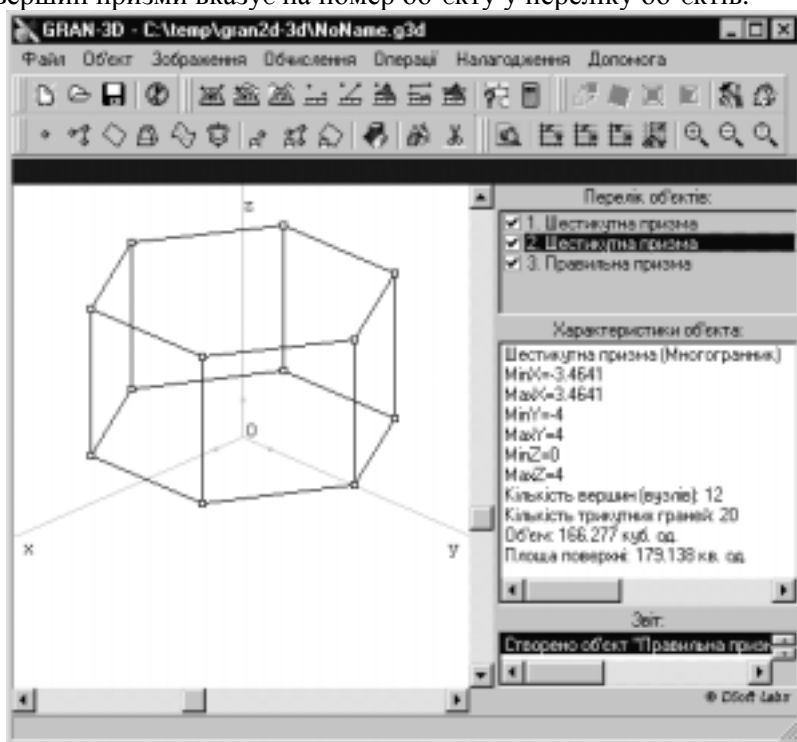 вершин призми вказує на номер об'єкту у переліку об'єктів.
GRAN-3D - C:\temp\gran2d-3d\NoName.g3d
Файл Об'єкт Зображення Обчислення Операції Налагодження Допомога
Перелік об'єктів:
1. Шестикутна призма
2. Шестикутна призма
3. Правильна призма
Характеристики об'єкта:
Шестикутна призма (Многогранник)
MinX=-3.4641
MaxX=3.4641
MinY=-4
MaxY=4
MinZ=0
MaxZ=4
Кількість вершин (вузлів): 12
Кількість трикутних граней: 20
Об'єм: 166.277 куб. од.
Площа поверхні: 179.138 кв. од.
Звіт:
Створено об'єкт "Правильна приз
© DSoft Labs
z
0
x
y